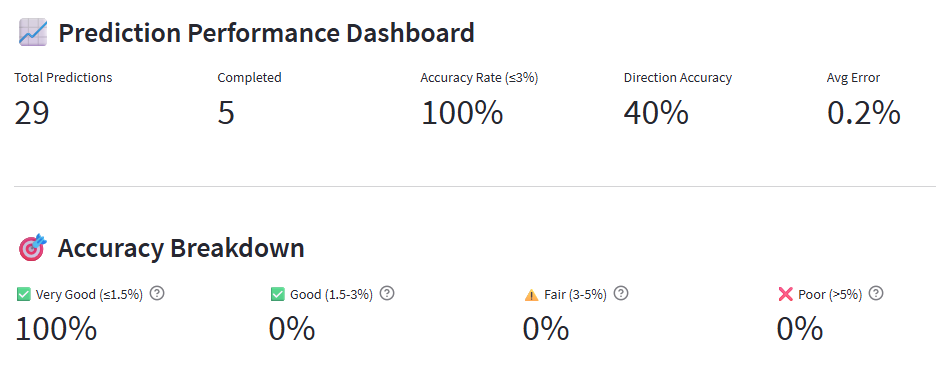 Prediction Performance Dashboard
Total Predictions Completed Accuracy Rate (≤3%) Direction Accuracy Avg Error
29 5 100% 40% 0.2%
Accuracy Breakdown
Very Good (≤1.5%) Good (1.5-3%) Fair (3-5%) Poor (>5%)
100% 0% 0% 0%